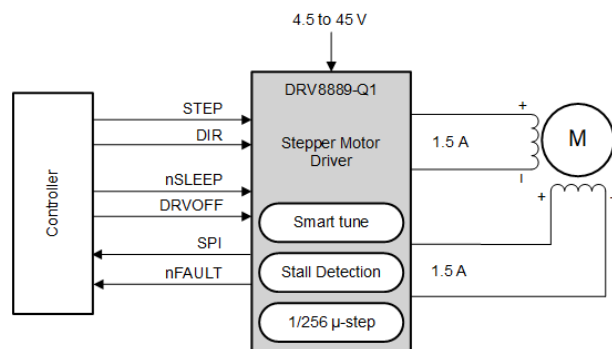 4.5 to 45 V
DRV8889-Q1
Stepper Motor
Driver
Controller
STEP
DIR
nSLEEP
DRVOFF
SPI
nFAULT
Smart tune
Stall Detection
1/256 µ-step
+
1.5 A
M
-
+
-
1.5 A